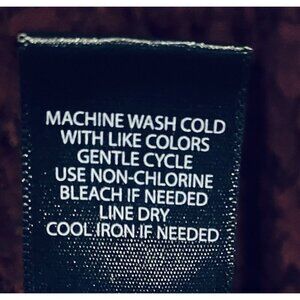 MACHINE WASH COLD
WITH LIKE COLORS
GENTLE CYCLE
USE NON-CHLORINE
BLEACH IF NEEDED
LINE DRY
COOL IRON IF NEEDED